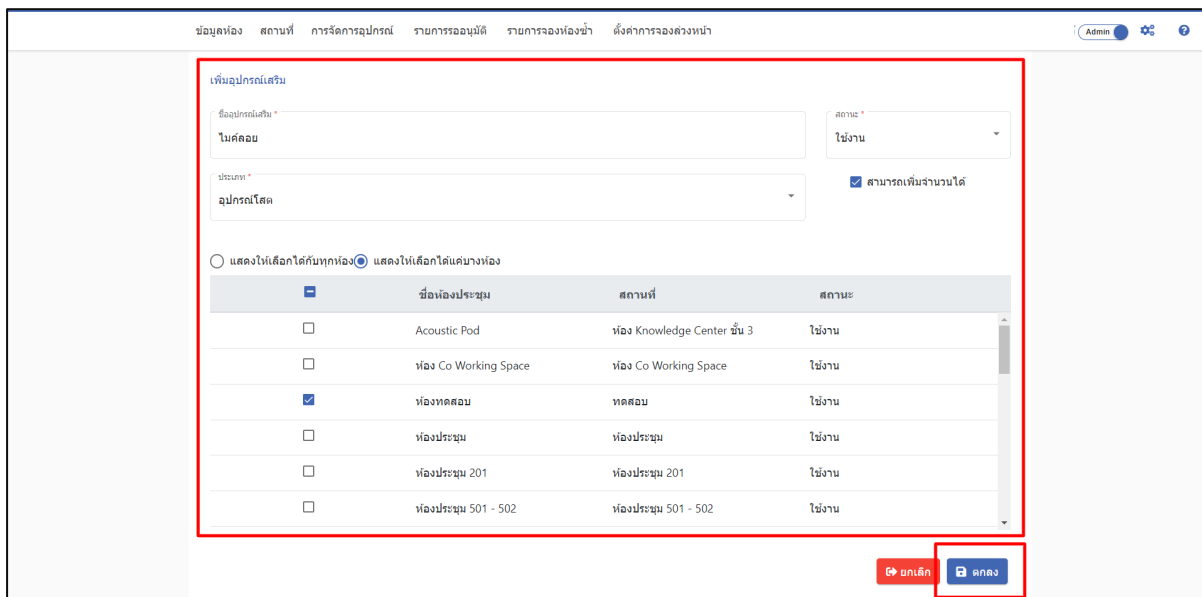 ข้อมูลห้อง สถานที่ การจัดการอุปกรณ์ รายการรออนุมัติ รายการจองห้องซ้ำ ตั้งค่าการจองล่วงหน้า Admin
เพิ่มอุปกรณ์เสริม
ชื่ออุปกรณ์เสริม * สถานะ *
ไมค์ลอย ใช้งาน
ประเภท * สามารถเพิ่มจำนวนได้
อุปกรณ์โสต
แสดงให้เลือกได้กับทุกห้อง แสดงให้เลือกได้แค่บางห้อง
ชื่อห้องประชุม สถานที่ สถานะ
Acoustic Pod ห้อง Knowledge Center ชั้น 3 ใช้งาน
ห้อง Co Working Space ห้อง Co Working Space ใช้งาน
ห้องทดสอบ ทดสอบ ใช้งาน
ห้องประชุม ห้องประชุม ใช้งาน
ห้องประชุม 201 ห้องประชุม 201 ใช้งาน
ห้องประชุม 501 - 502 ห้องประชุม 501 - 502 ใช้งาน
ยกเลิก ตกลง